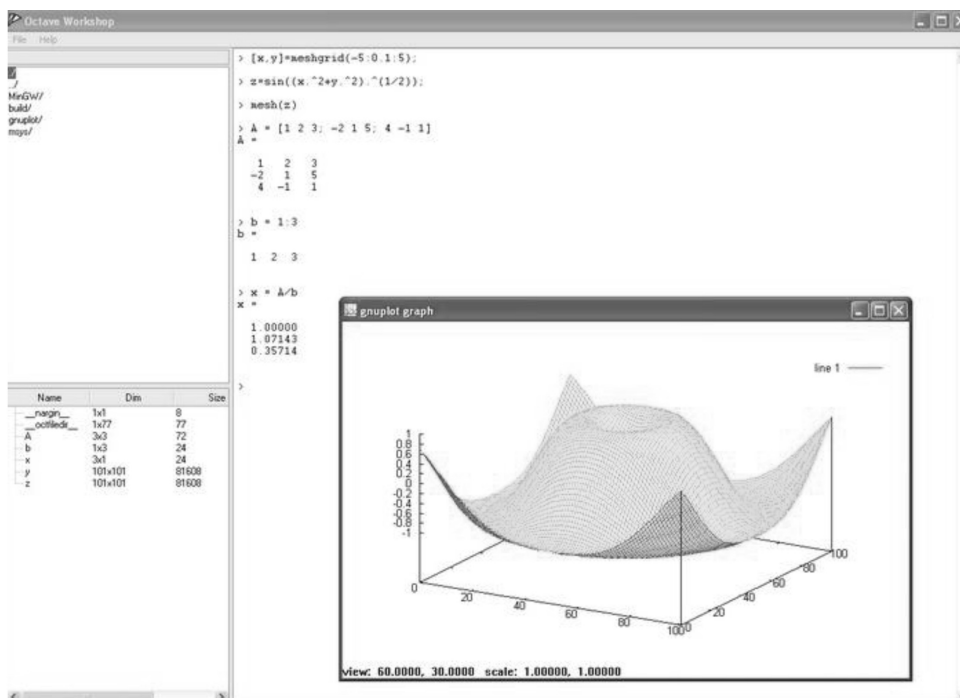 Octave Workshop
File Help
./
../
MinGW/
build/
gnuplot/
msys/
> [x,y]=meshgrid(-5:0.1:5);
> z=sin((x.^2+y.^2).^(1/2));
> mesh(z)
> A = [1 2 3; -2 1 5; 4 -1 1]
A =
1 2 3
-2 1 5
4 -1 1
> b = 1:3
b =
1 2 3
> x = A/b
x =
1.00000
1.07143
0.35714
>
Name Dim Size
__nargin__ 1x1 8
__octfiledir__ 1x77 77
A 3x3 72
b 1x3 24
x 3x1 24
y 101x101 81608
z 101x101 81608
gnuplot graph
line 1
1
0.8
0.6
0.4
0.2
0
-0.2
-0.4
-0.6
-0.8
-1
0 20 40 60 80 100
0 20 40 60 80 100
view: 60.0000, 30.0000 scale: 1.00000, 1.00000